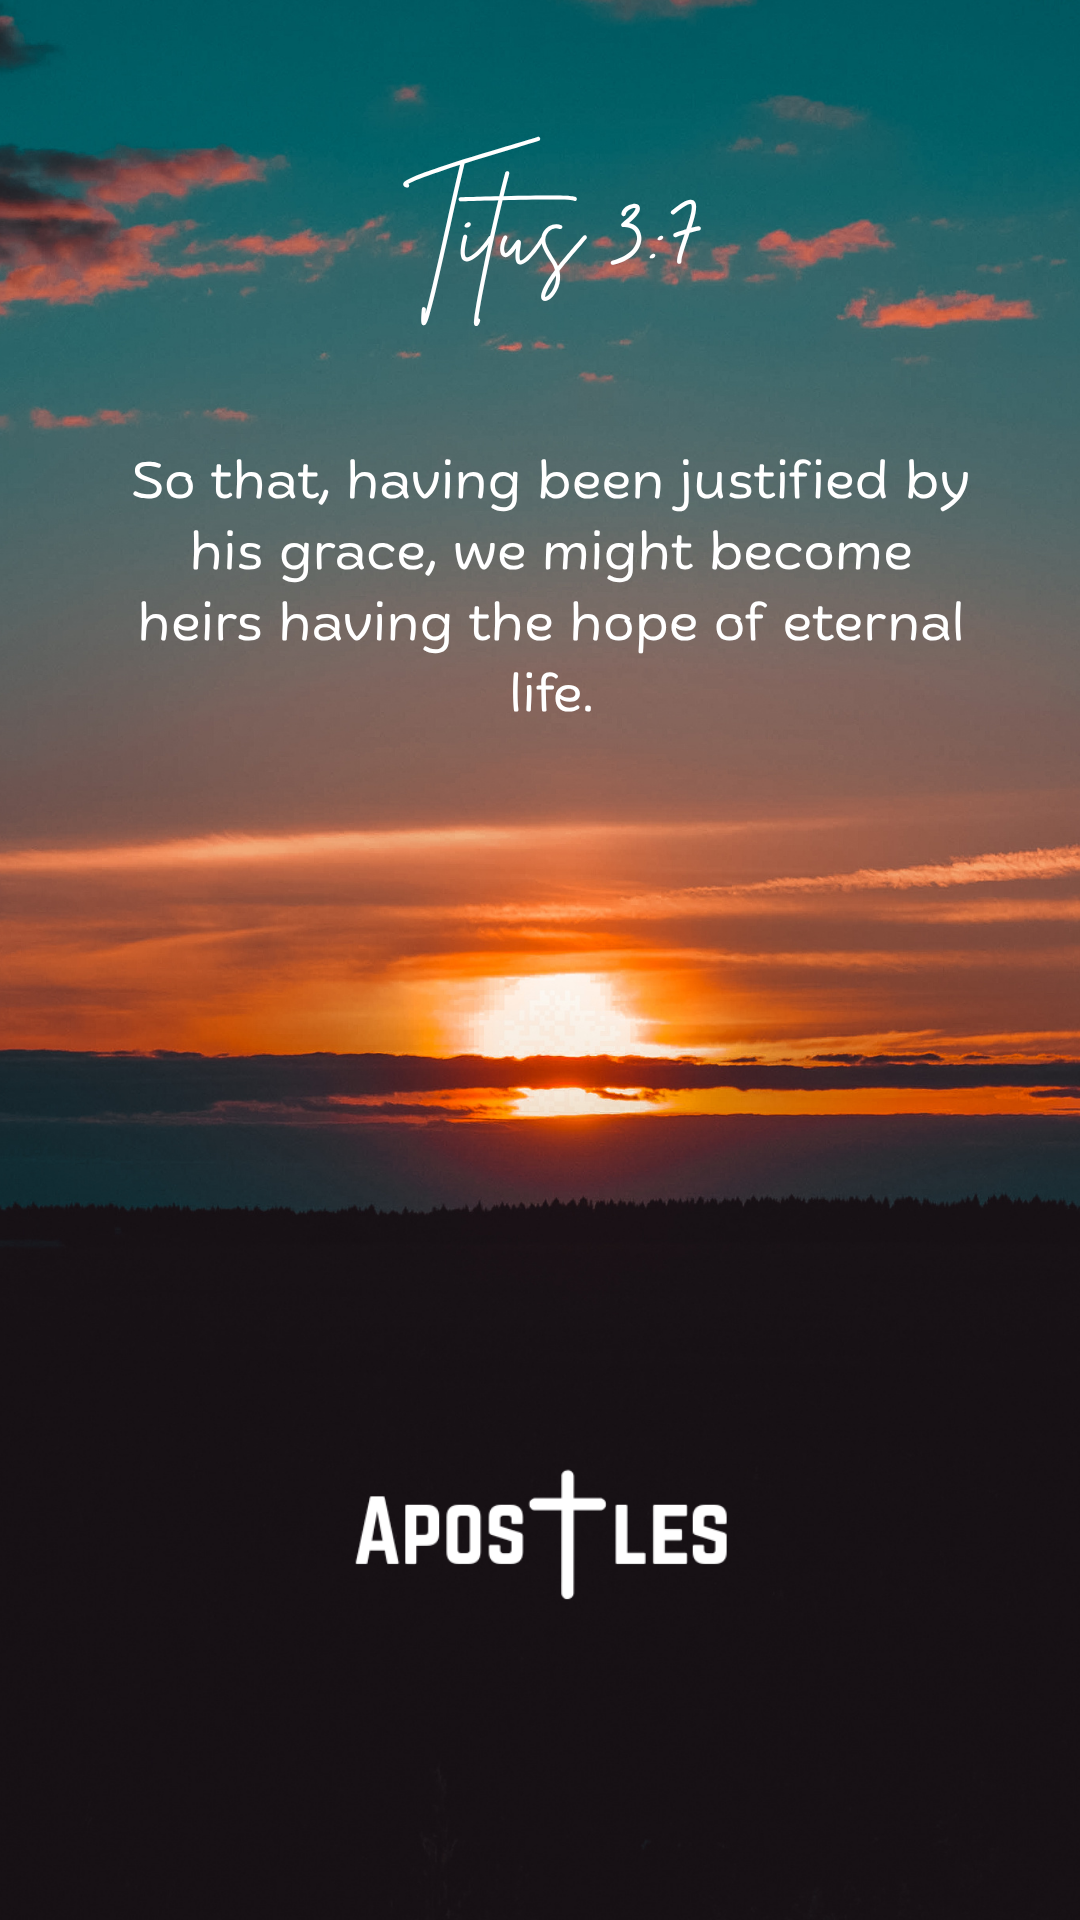 Titus 3:7
So that, having been justified by
his grace, we might become
heirs having the hope of eternal
life.
Apostles